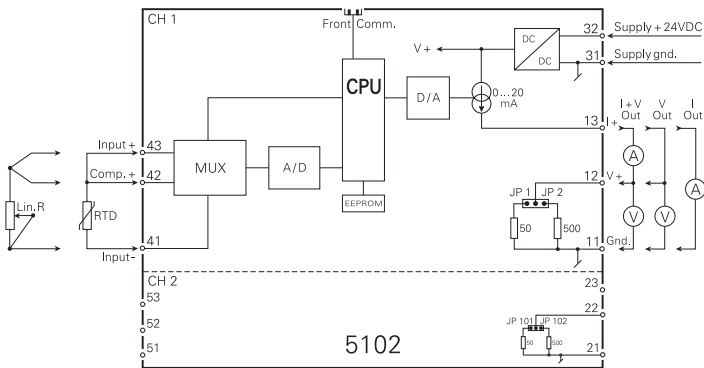 CH 1
Front Comm.
32
Supply + 24VDC
DC
V+
31
Supply gnd.
DC
CPU
D/A
0...20
mA
I+V
Out
V
Out
I
Out
13
I+
Input+
43
A
MUX
A/D
Comp. +
42
12
V+
A
JP 1
JP 2
EEPROM
Lin.R
RTD
V
V
50
500
41
11
Gnd.
Input-
CH 2
53
23
52
22
JP 101
JP 102
51
5102
50
500
21